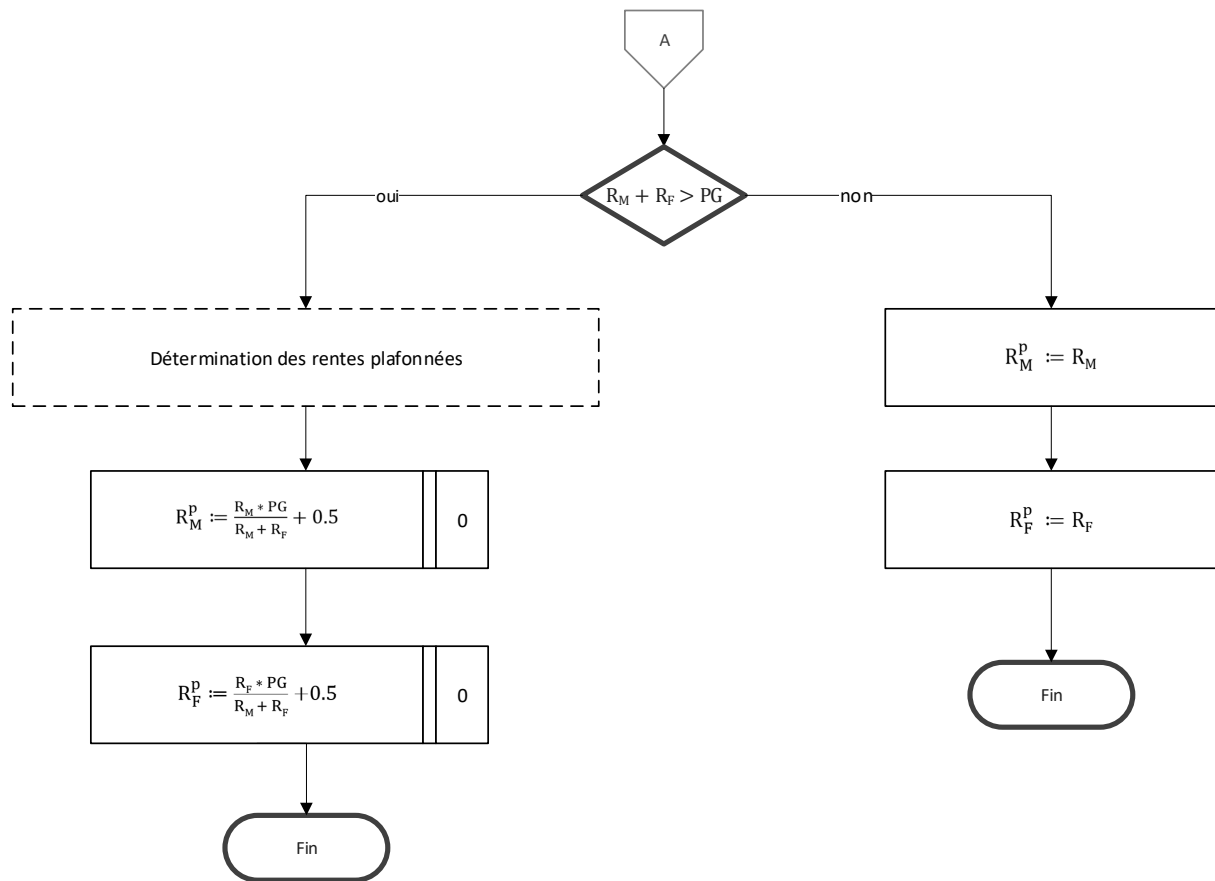 A
R_M + R_F > PG
oui
non
Détermination des rentes plafonnées
R_M^p := R_M
R_M^p := (R_M * PG) / (R_M + R_F) + 0.5
0
R_F^p := R_F
R_F^p := (R_F * PG) / (R_M + R_F) + 0.5
0
Fin
Fin